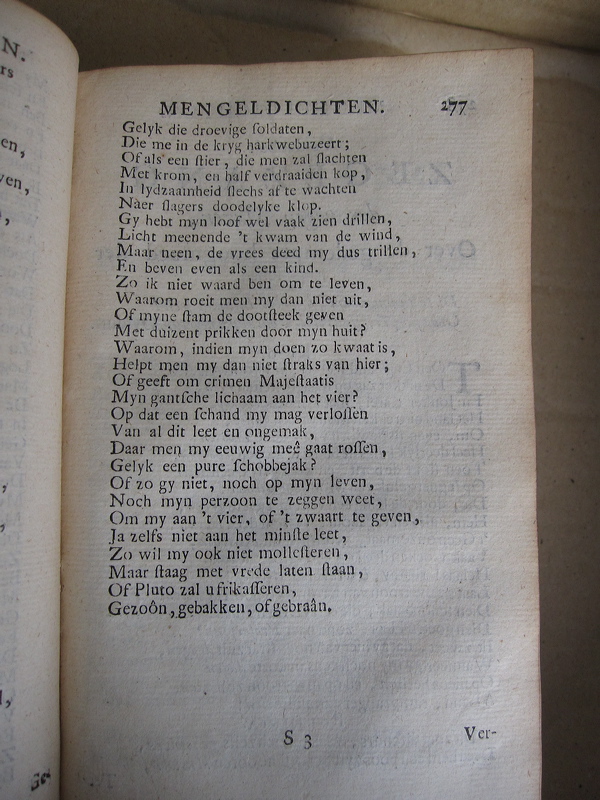 N.
rs
en,
ven,
MENGELDICHTEN. 277
Gelyk die droevige ſoldaten,
Die me in de kryg harkwebuzeert;
Of als een ſtier, die men zal ſlachten
Met krom, en half verdraaiden kop,
In lydzaamheid ſlechs af te wachten
Naer ſlagers doodelyke klop.
Gy hebt myn loof wel vaak zien drillen,
Licht meenende 't kwam van de wind,
Maar neen, de vrees deed my dus trillen,
En beven even als een kind.
Zo ik niet waard ben om te leven,
Waarom roeit men my dan niet uit,
Of myne ſtam de dootſteek geven
Met duizent prikken door myn huit?
Waarom, indien myn doen zo kwaat is,
Helpt men my dan niet ſtraks van hier;
Of geeft om crimen Majeſtaatis
Myn gantſche lichaam aan het vier?
Op dat een ſchand my mag verloſſen
Van al dit leet en ongemak,
Daar men my eeuwig meê gaat roſſen,
Gelyk een pure ſchobbejak?
Of zo gy niet, noch op myn leven,
Noch myn perzoon te zeggen weet,
Om my aan 't vier, of 't zwaart te geven,
Ja zelfs niet aan het minſte leet,
Zo wil my ook niet moleſteren,
Maar ſtaag met vrede laten ſtaan,
Of Pluto zal u frikaſſeren,
Gezoôn, gebakken, of gebraân.
S 3
Ver-